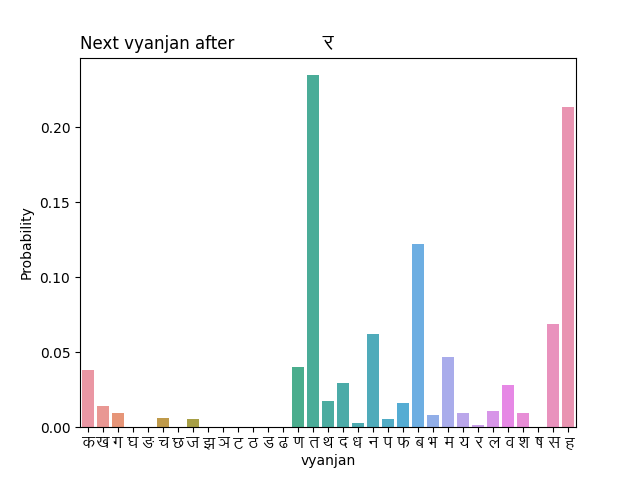 Next vyanjan after र
0.20
0.15
0.10
0.05
0.00
Probability
क ख ग घ ङ च छ ज झ ञ ट ठ ड ढ ण त थ द ध न प फ ब भ म य र ल व श ष स ह
vyanjan